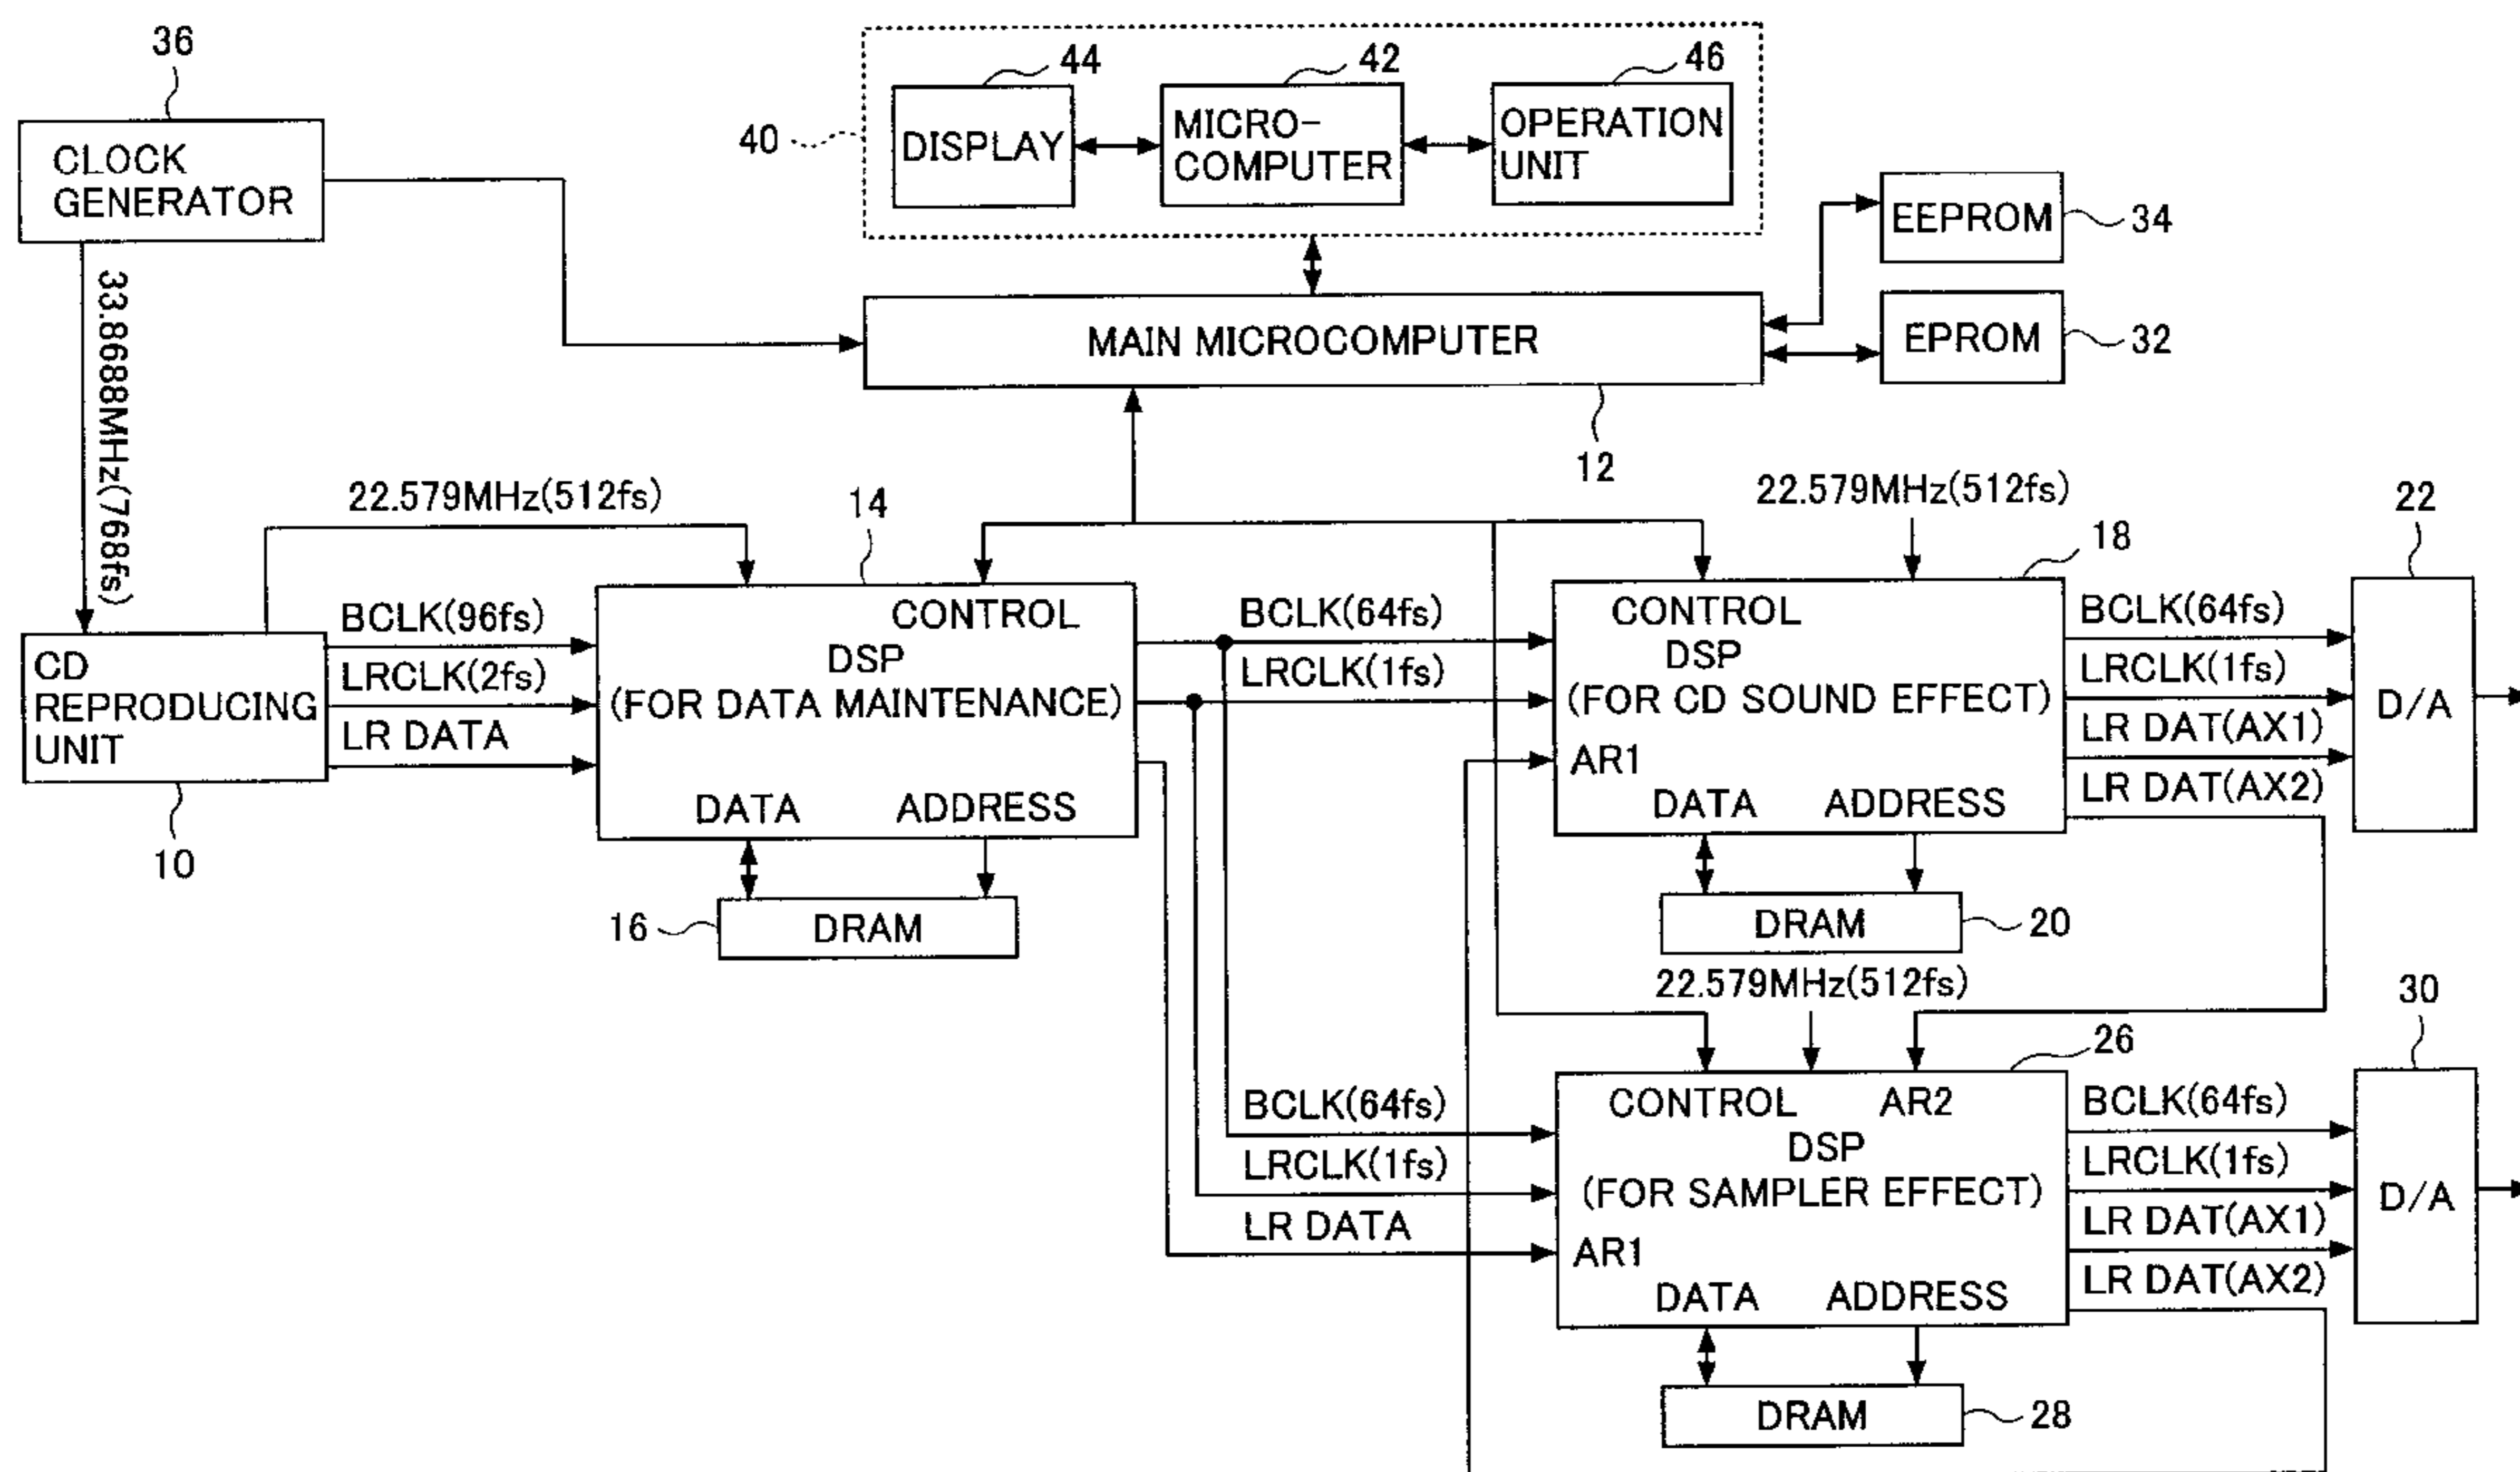 36
CLOCK
GENERATOR
33.8688MHz(768fs)
40
44
DISPLAY
42
MICRO-
COMPUTER
46
OPERATION
UNIT
EEPROM
34
EPROM
32
MAIN MICROCOMPUTER
12
22.579MHz(512fs)
14
CD
REPRODUCING
UNIT
10
BCLK(96fs)
LRCLK(2fs)
LR DATA
CONTROL
DSP
(FOR DATA MAINTENANCE)
DATA
ADDRESS
16
DRAM
BCLK(64fs)
LRCLK(1fs)
22.579MHz(512fs)
18
CONTROL
DSP
(FOR CD SOUND EFFECT)
AR1
DATA
ADDRESS
DRAM
20
BCLK(64fs)
LRCLK(1fs)
LR DAT(AX1)
LR DAT(AX2)
22
D/A
22.579MHz(512fs)
26
BCLK(64fs)
LRCLK(1fs)
LR DATA
CONTROL
AR2
DSP
(FOR SAMPLER EFFECT)
AR1
DATA
ADDRESS
DRAM
28
BCLK(64fs)
LRCLK(1fs)
LR DAT(AX1)
LR DAT(AX2)
30
D/A